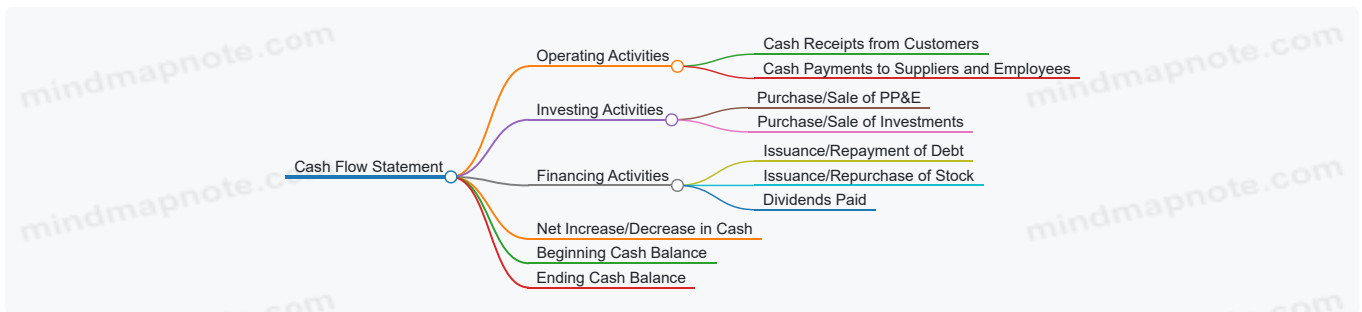 mindmapnote.com
mindmapnote.com
Cash Receipts from Customers
Operating Activities
Cash Payments to Suppliers and Employees
Purchase/Sale of PP&E
Investing Activities
Purchase/Sale of Investments
Issuance/Repayment of Debt
Cash Flow Statement
Financing Activities
Issuance/Repurchase of Stock
Dividends Paid
mindmapnote.com
mindmapnote.com
Net Increase/Decrease in Cash
Beginning Cash Balance
Ending Cash Balance
.com
.com